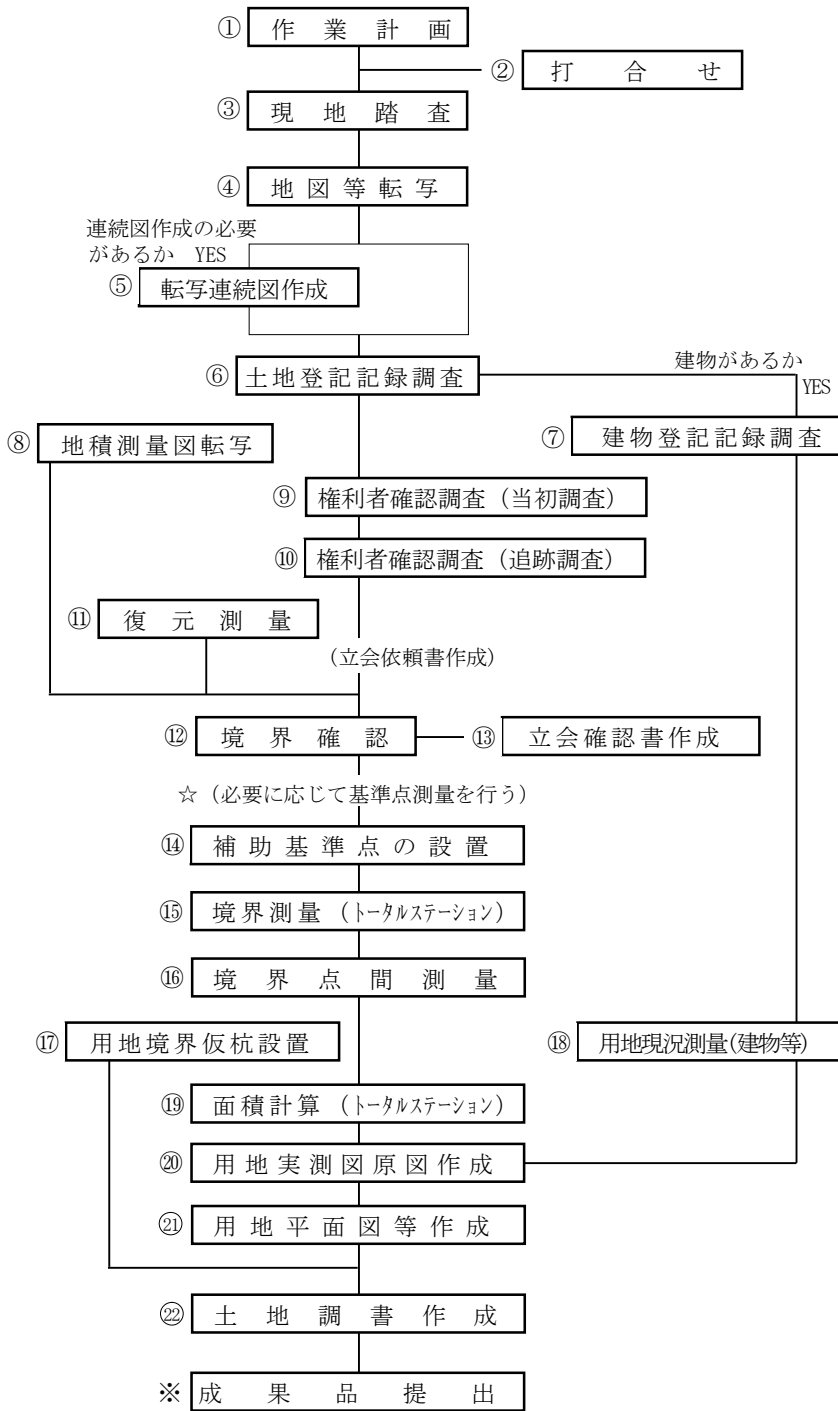 ① 作業計画
② 打合せ
③ 現地踏査
④ 地図等転写
連続図作成の必要
があるか YES
⑤ 転写連続図作成
建物があるか
YES
⑥ 土地登記記録調査
⑦ 建物登記記録調査
⑧ 地積測量図転写
⑨ 権利者確認調査（当初調査）
⑩ 権利者確認調査（追跡調査）
⑪ 復元測量
（立会依頼書作成）
⑫ 境界確認
⑬ 立会確認書作成
☆（必要に応じて基準点測量を行う）
⑭ 補助基準点の設置
⑮ 境界測量（ﾄｰﾀﾙｽﾃｰｼｮﾝ）
⑯ 境界点間測量
⑰ 用地境界仮杭設置
⑱ 用地現況測量(建物等)
⑲ 面積計算（ﾄｰﾀﾙｽﾃｰｼｮﾝ）
⑳ 用地実測図原図作成
㉑ 用地平面図等作成
㉒ 土地調書作成
※ 成果品提出